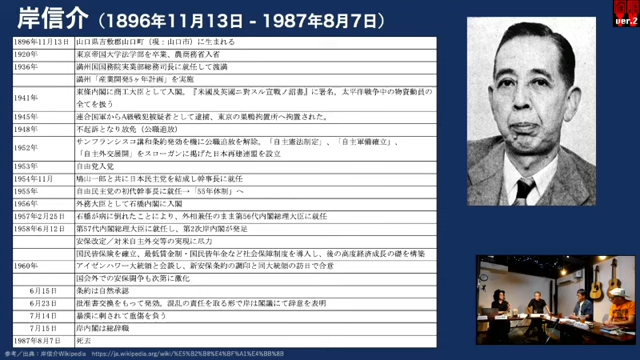 岸信介（1896年11月13日 - 1987年8月7日）
ver.2
1896年11月13日 山口県吉敷郡山口町（現：山口市）に生まれる
1920年 東京帝国大学法学部を卒業、農商務省入省
1936年 満州国国務院実業部総務司長に就任して渡満
満州「産業開発5ヶ年計画」を実施
1941年 東條内閣に商工大臣として入閣。『米國及英國ニ對スル宣戰ノ詔書』に署名、太平洋戦争中の物資動員の
全てを扱う
1945年 連合国軍からA級戦犯被疑者として逮捕、東京の巣鴨拘置所へ拘置された。
1948年 不起訴となり放免（公職追放）
1952年 サンフランシスコ講和条約発効を機に公職追放を解除。「自主憲法制定」、「自主軍備確立」、
「自主外交展開」をスローガンに掲げた日本再建連盟を設立
1953年 自由党入党
1954年11月 鳩山一郎と共に日本民主党を結成し幹事長に就任
1955年 自由民主党の初代幹事長に就任→「55年体制」へ
1956年 外務大臣として石橋内閣に入閣
1957年2月25日 石橋が病に倒れたことにより、外相兼任のまま第56代内閣総理大臣に就任
1958年6月12日 第57代内閣総理大臣に就任し、第2次岸内閣が発足
安保改定／対米自主外交等の実現に尽力
国民皆保険を確立、最低賃金制・国民皆年金など社会保障制度を導入し、後の高度経済成長の礎を構築
1960年 アイゼンハワー大統領と会談し、新安保条約の調印と同大統領の訪日で合意
国会外での安保闘争も次第に激化
6月15日 条約は自然承認
6月23日 批准書交換をもって発効。混乱の責任を取る形で岸は閣議にて辞意を表明
7月14日 暴漢に刺されて重傷を負う
7月15日 岸内閣は総辞職
1987年8月7日 死去
参考／出典：岸信介Wikipedia https://ja.wikipedia.org/wiki/%E5%B2%B8%E4%BF%A1%E4%BB%8B